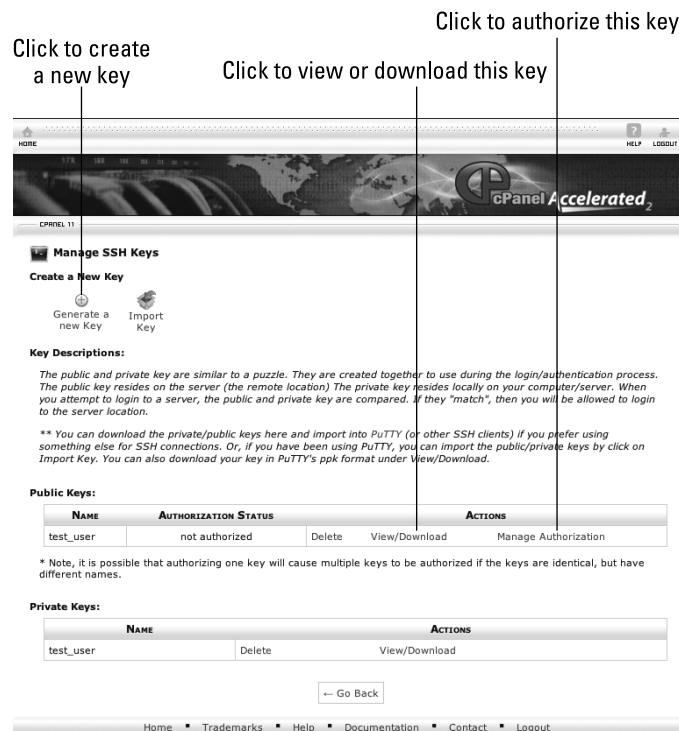 Click to authorize this key
Click to create
a new key
Click to view or download this key
HOME
HELP
LOGOUT
cPanel Accelerated2
CPANEL 11
Manage SSH Keys
Create a New Key
Generate a
new Key
Import
Key
Key Descriptions:
The public and private key are similar to a puzzle. They are created together to use during the login/authentication process.
The public key resides on the server (the remote location) The private key resides locally on your computer/server. When
you attempt to login to a server, the public and private key are compared. If they "match", then you will be allowed to login
to the server location.
** You can download the private/public keys here and import into PuTTY (or other SSH clients) if you prefer using
something else for SSH connections. Or, if you have been using PuTTY, you can import the public/private keys by click on
Import Key. You can also download your key in PuTTY's ppk format under View/Download.
Public Keys:
Name Authorization Status Actions
test_user not authorized Delete View/Download Manage Authorization
* Note, it is possible that authorizing one key will cause multiple keys to be authorized if the keys are identical, but have
different names.
Private Keys:
Name Actions
test_user Delete View/Download
← Go Back
Home ▪ Trademarks ▪ Help ▪ Documentation ▪ Contact ▪ Logout